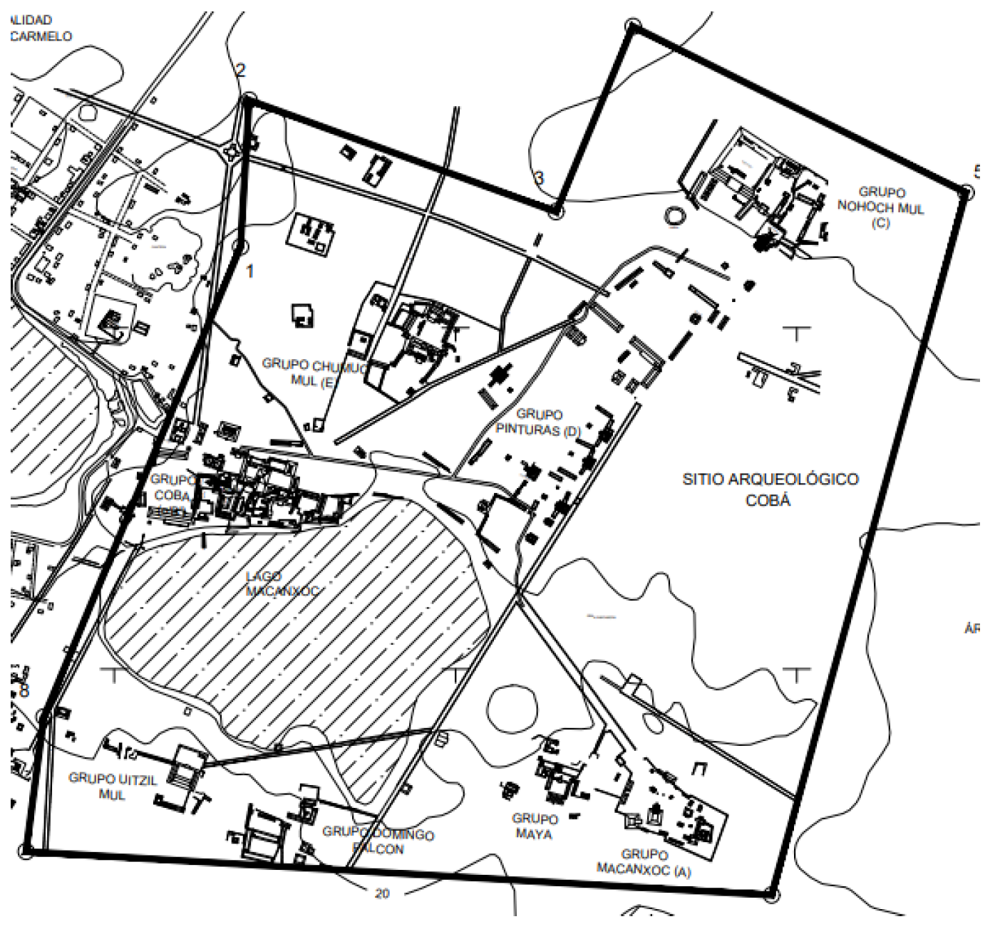 ALIDAD
CARMELO
2
3
5
1
GRUPO
NOHOCH MUL
(C)
GRUPO CHUMUC
MUL (E)
GRUPO
PINTURAS (D)
SITIO ARQUEOLÓGICO
COBÁ
GRUPO
COBA
LAGO
MACANXOC
ÁR
8
GRUPO UITZIL
MUL
GRUPO DOMINGO
FALCON
GRUPO
MAYA
GRUPO
MACANXOC (A)
20